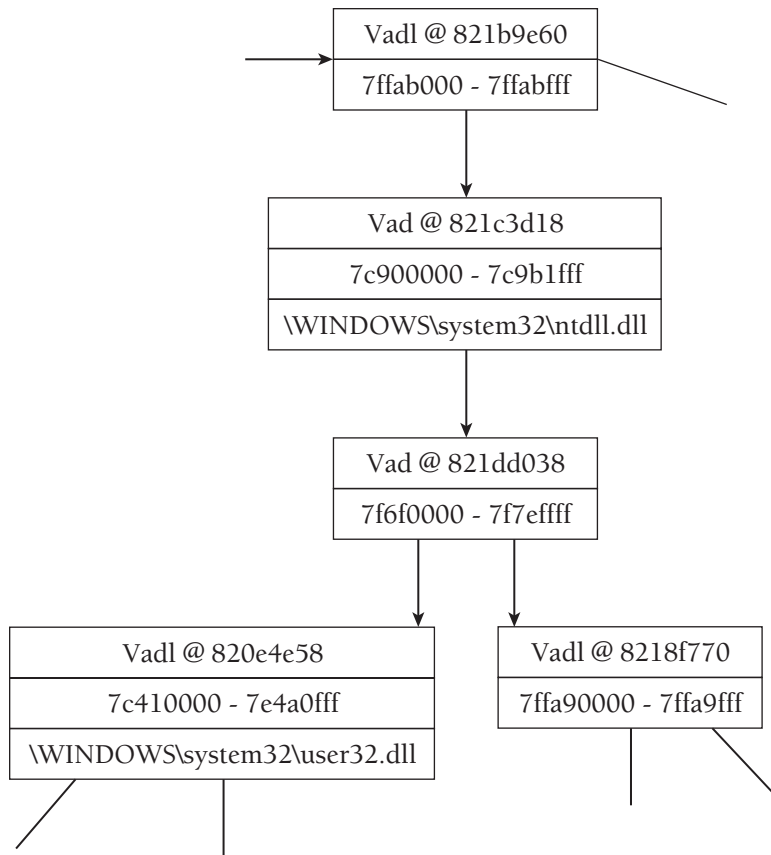 Vadl @ 821b9e60
7ffab000 - 7ffabfff
Vad @ 821c3d18
7c900000 - 7c9b1fff
\WINDOWS\system32\ntdll.dll
Vad @ 821dd038
7f6f0000 - 7f7effff
Vadl @ 820e4e58
7c410000 - 7e4a0fff
\WINDOWS\system32\user32.dll
Vadl @ 8218f770
7ffa90000 - 7ffa9fff